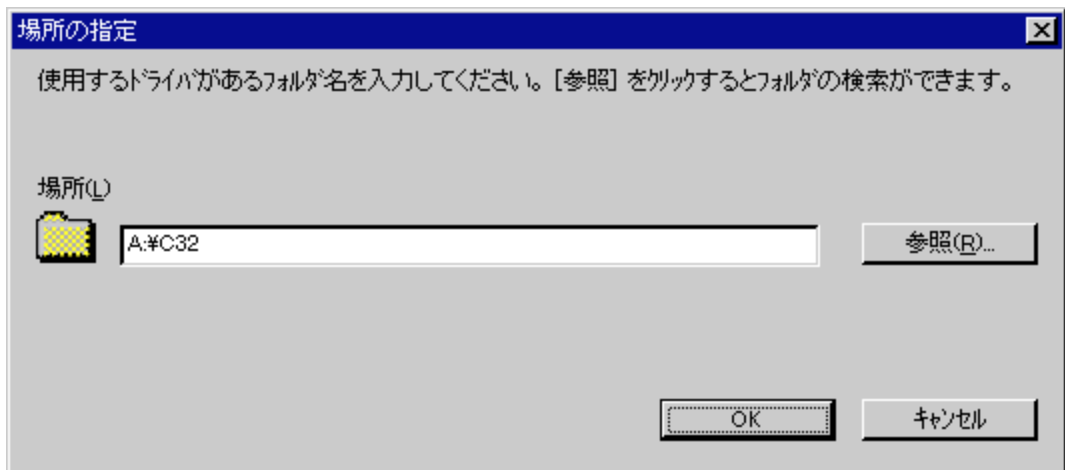 場所の指定
使用するﾄﾞﾗｲﾊﾞがあるﾌｫﾙﾀﾞ名を入力してください。[参照] をｸﾘｯｸするとﾌｫﾙﾀﾞの検索ができます。
場所(L)
A:¥C32
参照(R)...
OK
ｷｬﾝｾﾙ